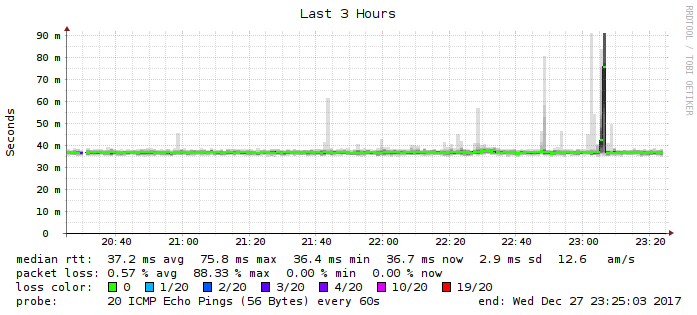 Last 3 Hours
RRDTOOL / TOBI OETIKER
Seconds
90 m
80 m
70 m
60 m
50 m
40 m
30 m
20 m
10 m
0
20:40 21:00 21:20 21:40 22:00 22:20 22:40 23:00 23:20
median rtt: 37.2 ms avg 75.8 ms max 36.4 ms min 36.7 ms now 2.9 ms sd 12.6 am/s
packet loss: 0.57 % avg 88.33 % max 0.00 % min 0.00 % now
loss color: 0 1/20 2/20 3/20 4/20 10/20 19/20
probe: 20 ICMP Echo Pings (56 Bytes) every 60s end: Wed Dec 27 23:25:03 2017